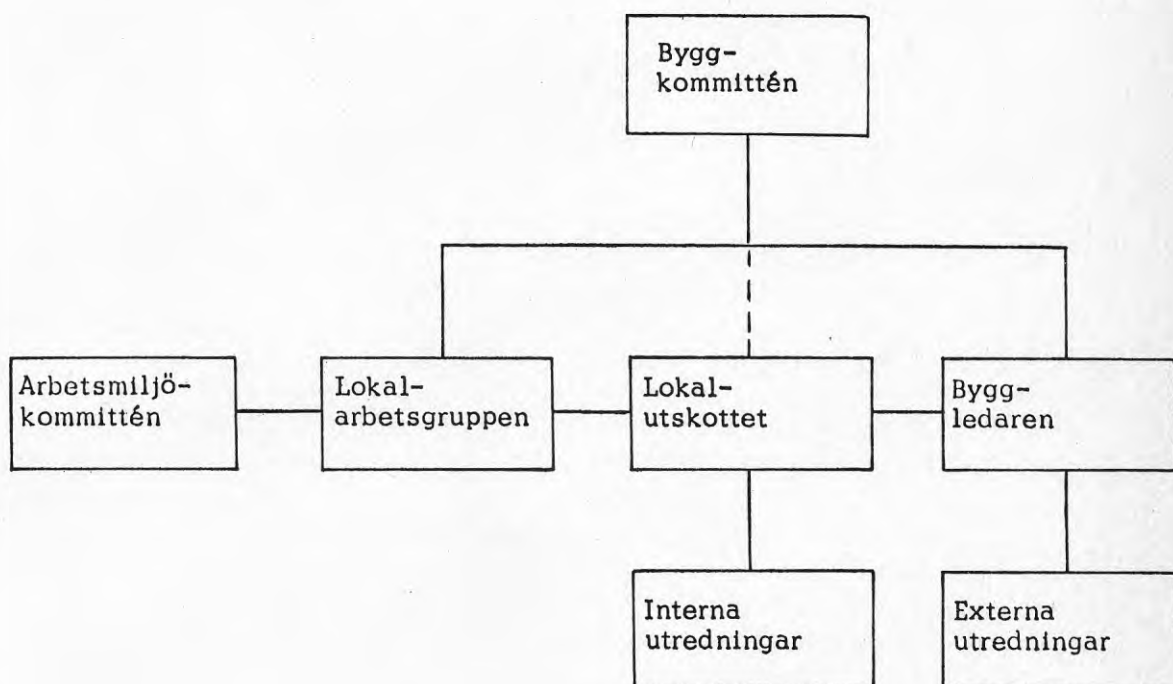 Bygg-
kommittén
Arbetsmiljö-
kommittén
Lokal-
arbetsgruppen
Lokal-
utskottet
Bygg-
ledaren
Interna
utredningar
Externa
utredningar